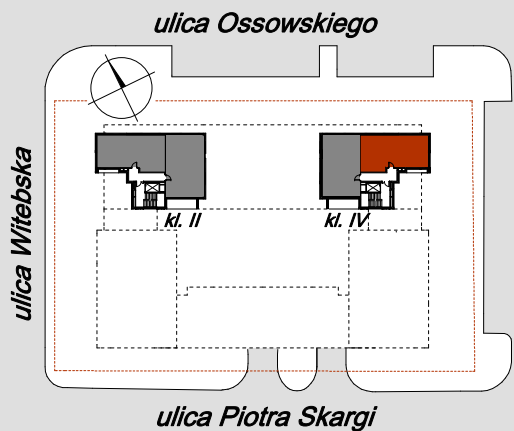 ulica Ossowskiego
ulica Witebska
kl. II
kl. IV
ulica Piotra Skargi